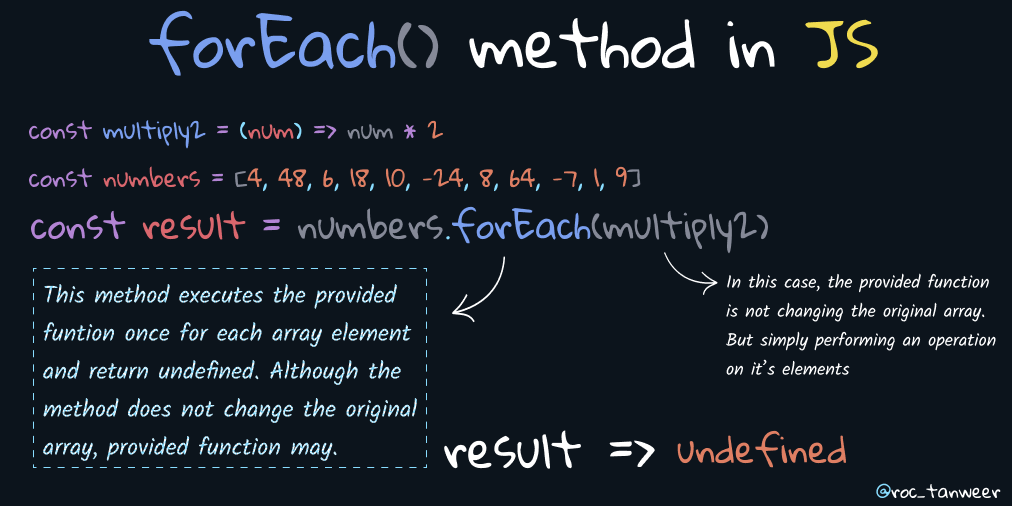 forEach() method in JS
const multiply2 = (num) => num * 2
const numbers = [4, 48, 6, 18, 10, -24, 8, 64, -7, 1, 9]
const result = numbers.forEach(multiply2)
This method executes the provided
funtion once for each array element
and return undefined. Although the
method does not change the original
array, provided function may.
In this case, the provided function
is not changing the original array.
But simply performing an operation
on it's elements
result => undefined
@roc_tanweer